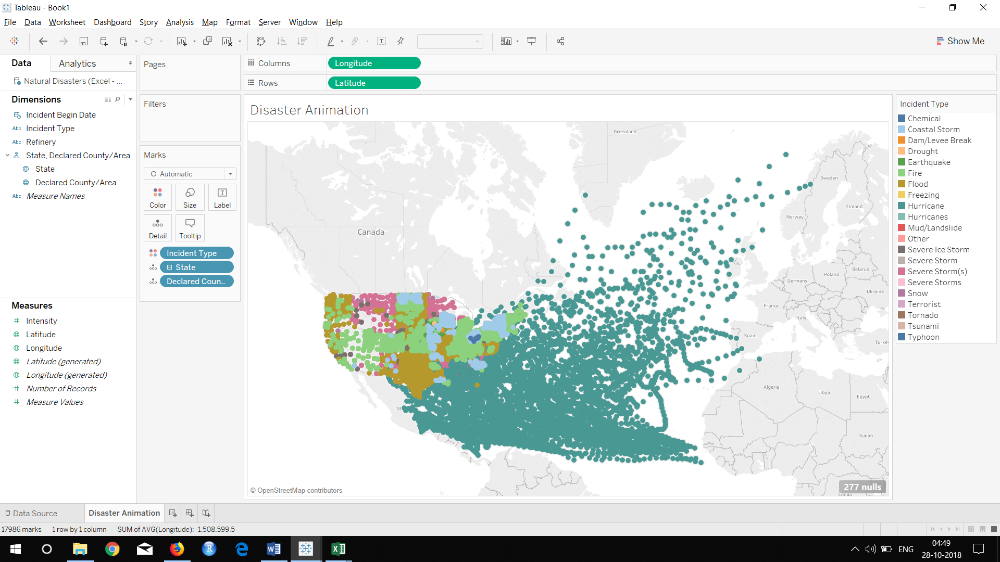 Tableau - Book1
File Data Worksheet Dashboard Story Analysis Map Format Server Window Help
Show Me
Data Analytics
Natural Disasters (Excel - ...
Dimensions
Incident Begin Date
Abc Incident Type
Abc Refinery
State, Declared County/Area
State
Declared County/Area
Abc Measure Names
Measures
Intensity
Latitude
Longitude
Latitude (generated)
Longitude (generated)
Number of Records
Measure Values
Pages
Filters
Marks
Automatic
Color Size Label
Detail Tooltip
Incident Type
State
Declared Coun..
Columns Longitude
Rows Latitude
Disaster Animation
Greenland
Sweden
Finland
Norway
Canada
Poland
Belarus
Germany
Ukraine
France
Italy
Spain
Turkey
Algeria
Libya
Egypt
M
Sudan
Congo
277 nulls
© OpenStreetMap contributors
Incident Type
Chemical
Coastal Storm
Dam/Levee Break
Drought
Earthquake
Fire
Flood
Freezing
Hurricane
Hurricanes
Mud/Landslide
Other
Severe Ice Storm
Severe Storm
Severe Storm(s)
Severe Storms
Snow
Terrorist
Tornado
Tsunami
Typhoon
Data Source Disaster Animation
17986 marks 1 row by 1 column SUM of AVG(Longitude): -1,508,599.5
ENG
04:49
28-10-2018